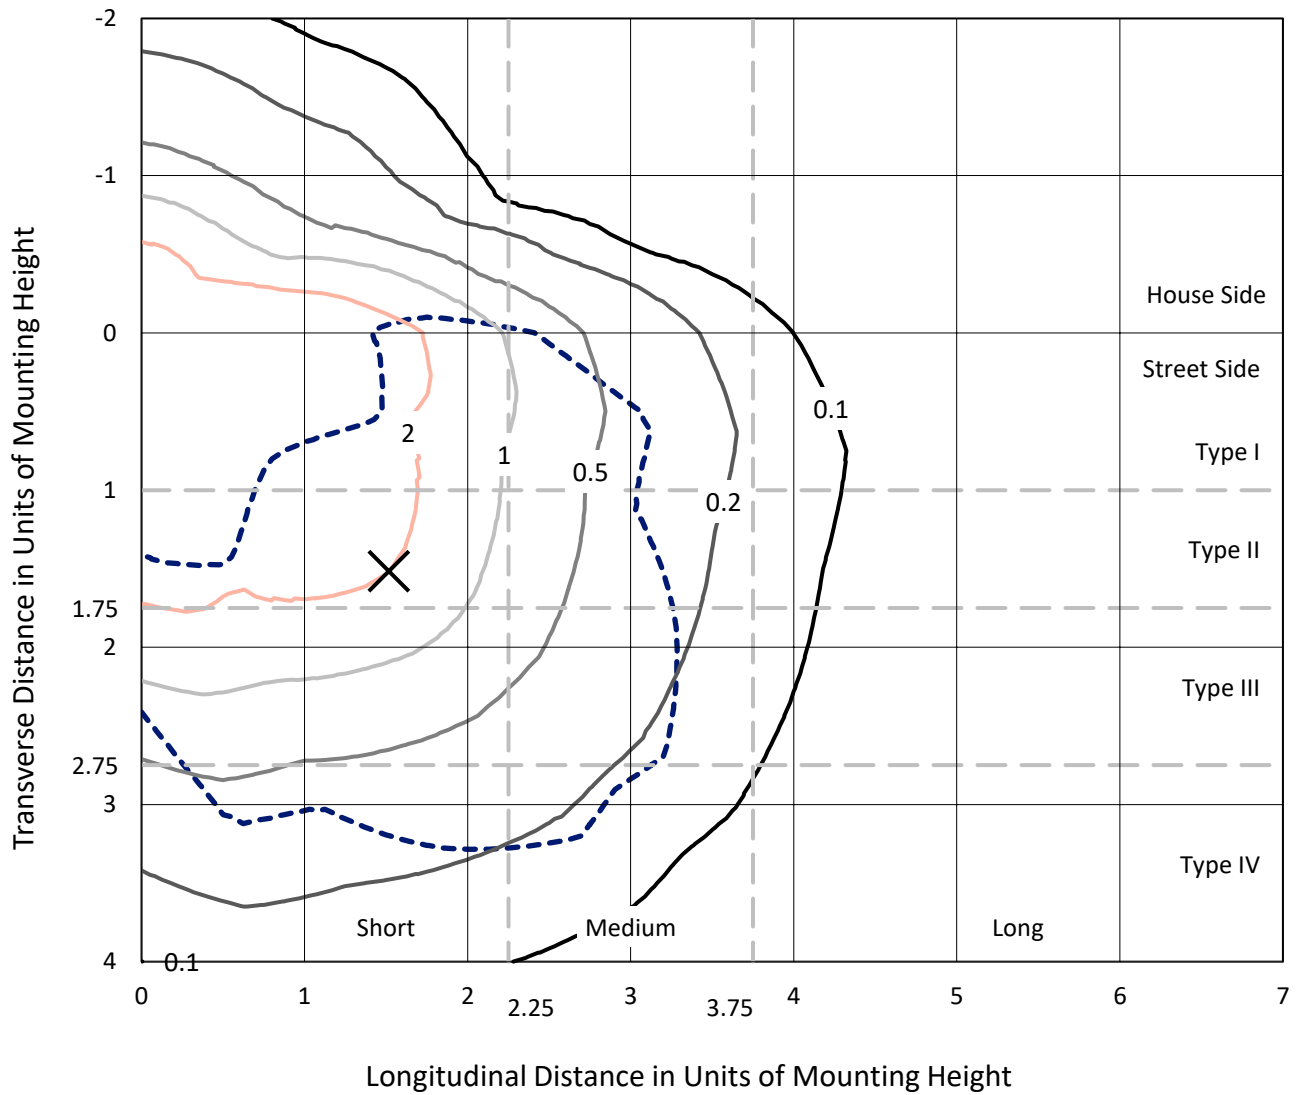 -2
-1
House Side
0
Street Side
0.1
2
Type I
1
0.5
1
0.2
Type II
1.75
2
Type III
2.75
3
Type IV
Short
Medium
Long
4
0.1
0
1
2
2.25
3
3.75
4
5
6
7
Transverse Distance in Units of Mounting Height
Longitudinal Distance in Units of Mounting Height